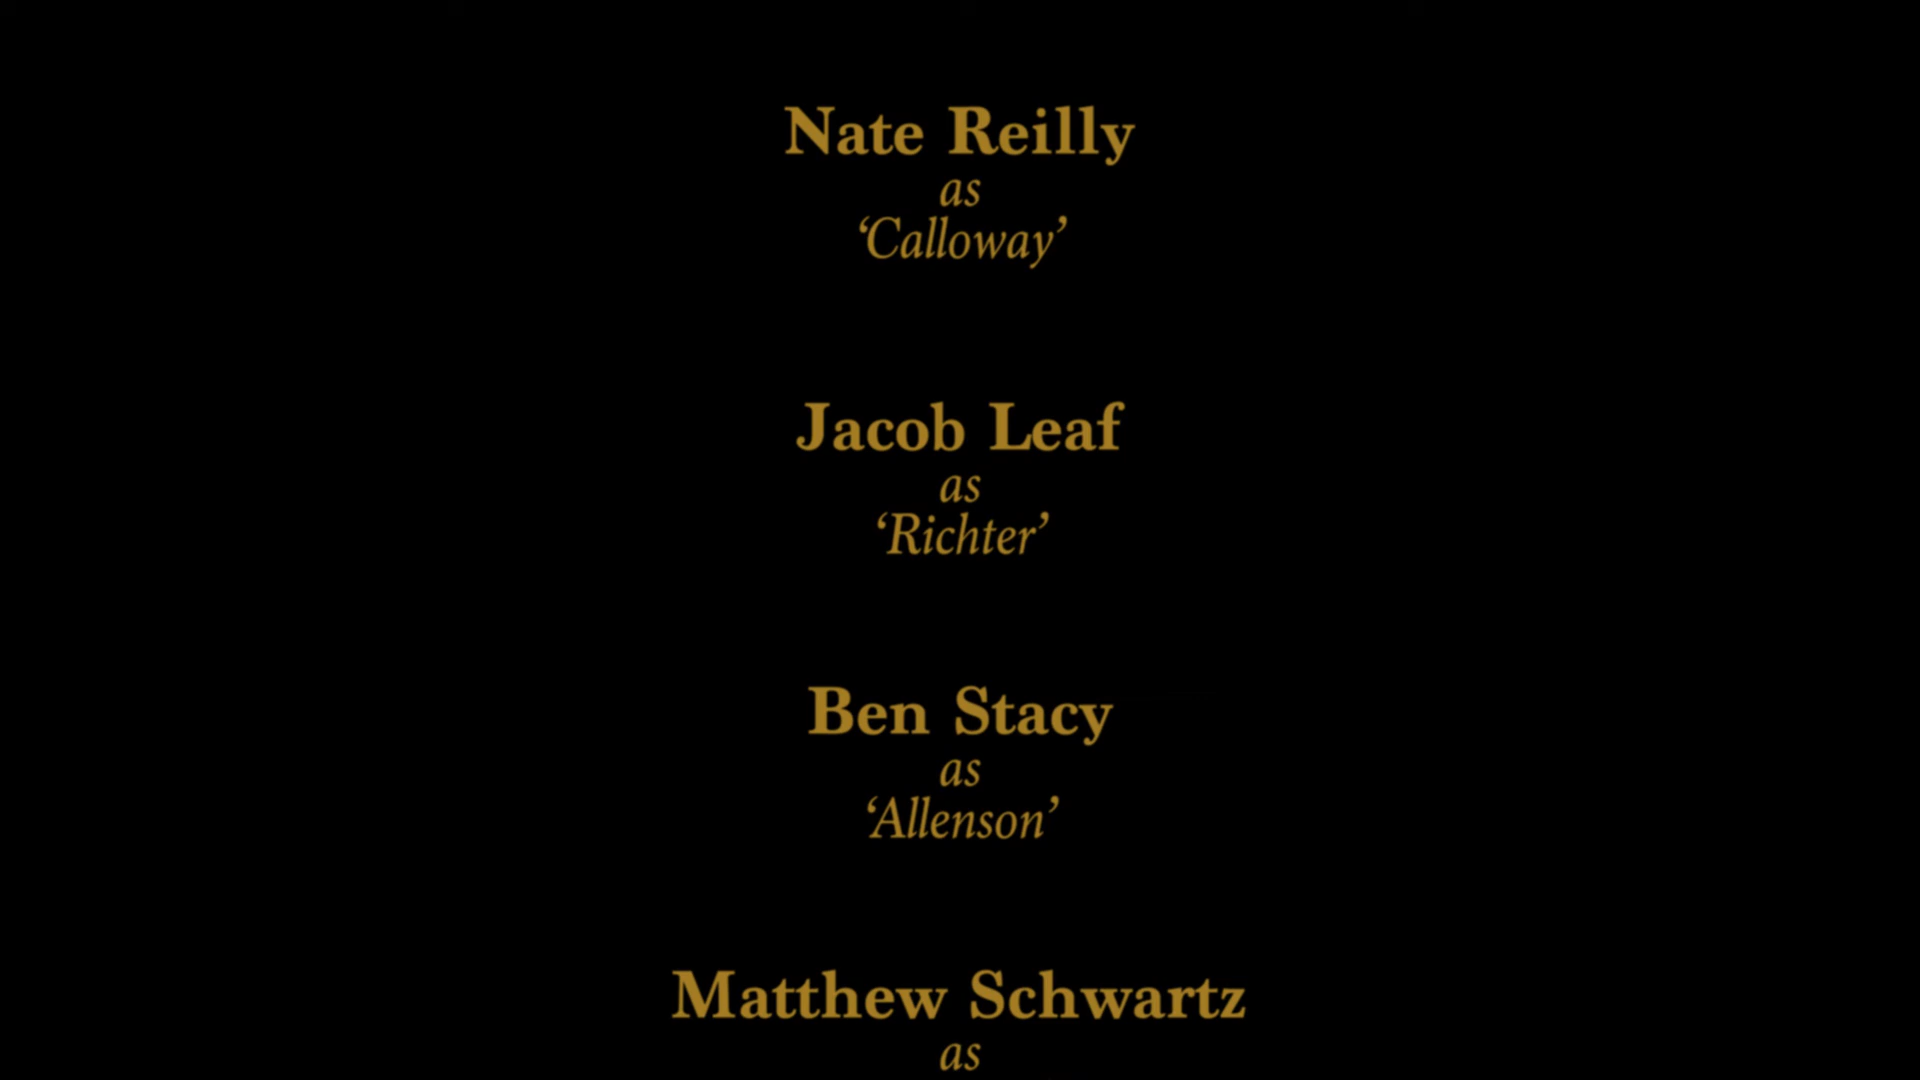 Nate Reilly
as
‘Calloway’
Jacob Leaf
as
‘Richter’
Ben Stacy
as
‘Allenson’
Matthew Schwartz
as